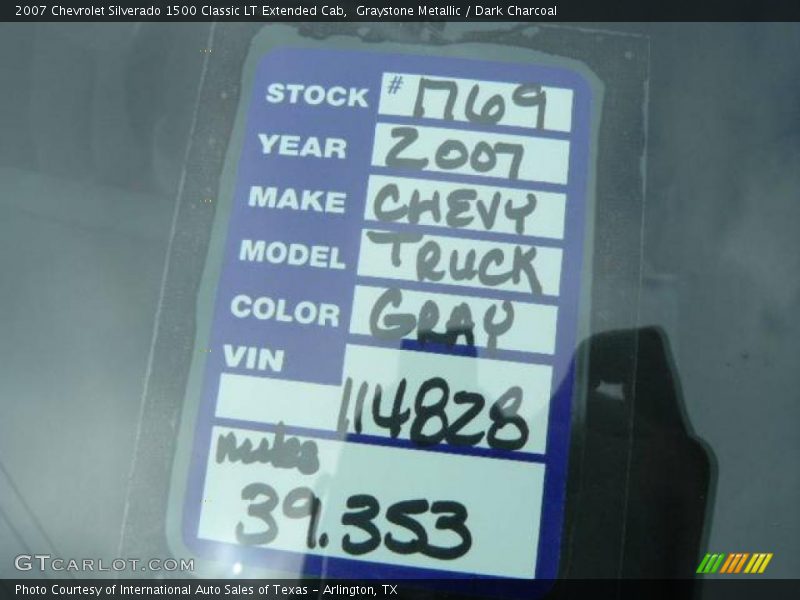 2007 Chevrolet Silverado 1500 Classic LT Extended Cab, Graystone Metallic / Dark Charcoal
STOCK # 1769
YEAR 2007
MAKE CHEVY
MODEL TRUCK
COLOR GRAY
VIN 114828
miles
39.353
GTCARLOT.COM
Photo Courtesy of International Auto Sales of Texas - Arlington, TX